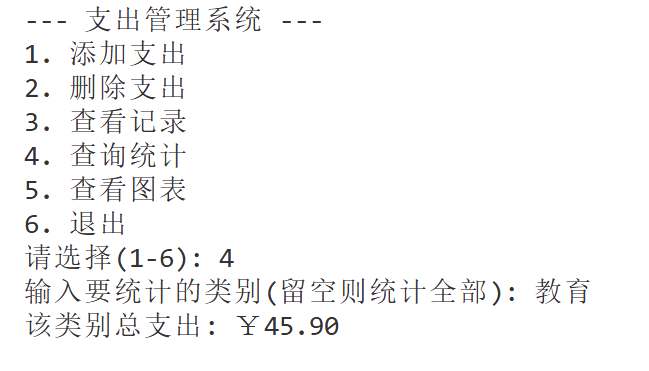 --- 支出管理系统 ---
1. 添加支出
2. 删除支出
3. 查看记录
4. 查询统计
5. 查看图表
6. 退出
请选择(1-6): 4
输入要统计的类别(留空则统计全部): 教育
该类别总支出: ￥45.90